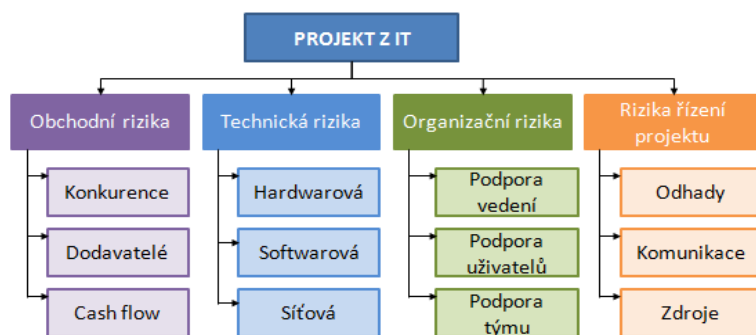 PROJEKT Z IT
Obchodní rizika
Konkurence
Dodavatelé
Cash flow
Technická rizika
Hardwarová
Softwarová
Síťová
Organizační rizika
Podpora
vedení
Podpora
uživatelů
Podpora
týmu
Rizika řízení
projektu
Odhady
Komunikace
Zdroje